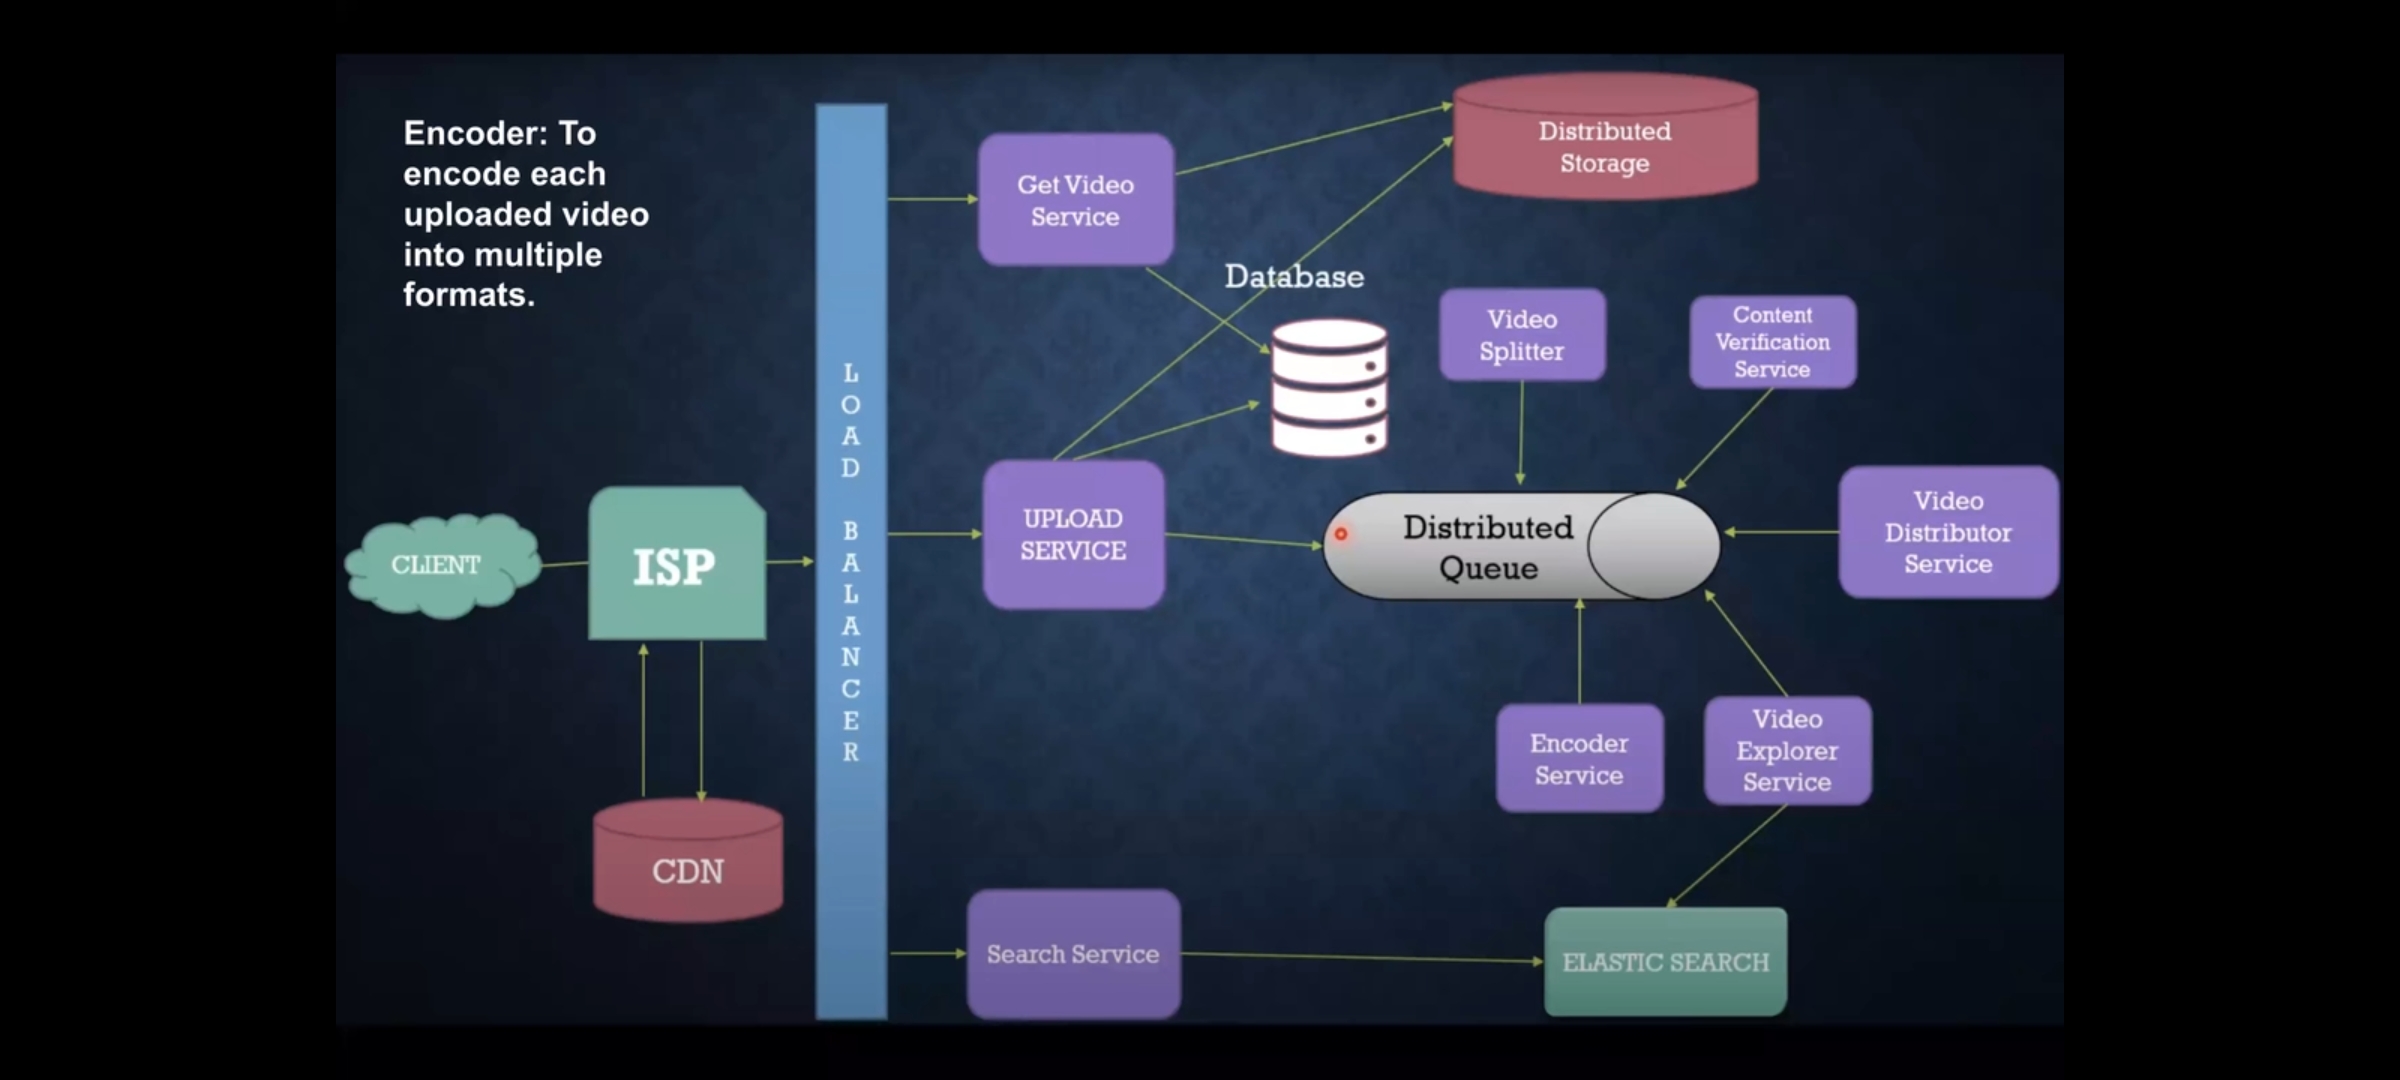 Encoder: To
encode each
uploaded video
into multiple
formats.
Distributed
Storage
Get Video
Service
Database
Video
Splitter
Content
Verification
Service
L
O
A
D
B
A
L
A
N
C
E
R
CLIENT
ISP
UPLOAD
SERVICE
Distributed
Queue
Video
Distributor
Service
Encoder
Service
Video
Explorer
Service
CDN
Search Service
ELASTIC SEARCH